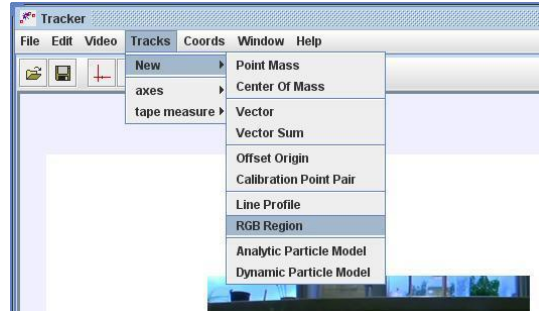 Tracker
File Edit Video Tracks Coords Window Help
New
axes
tape measure
Point Mass
Center Of Mass
Vector
Vector Sum
Offset Origin
Calibration Point Pair
Line Profile
RGB Region
Analytic Particle Model
Dynamic Particle Model